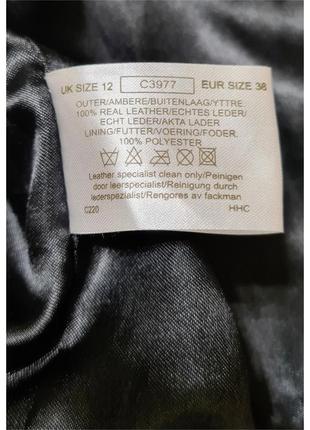 UK SIZE 12 C3977 EUR SIZE 38
OUTER/AMBERE/BUITENLAAG/YTTRE.
100% REAL LEATHER/ECHTES LEDER/
ECHT LEDER/AKTA LADER
LINING/FUTTER/VOERING/FODER.
100% POLYESTER
Leather specialist clean only/Peinigen
door leerspecialist/Reinigung durch
lederspezialist/Rengores av fackman
C220 HHC